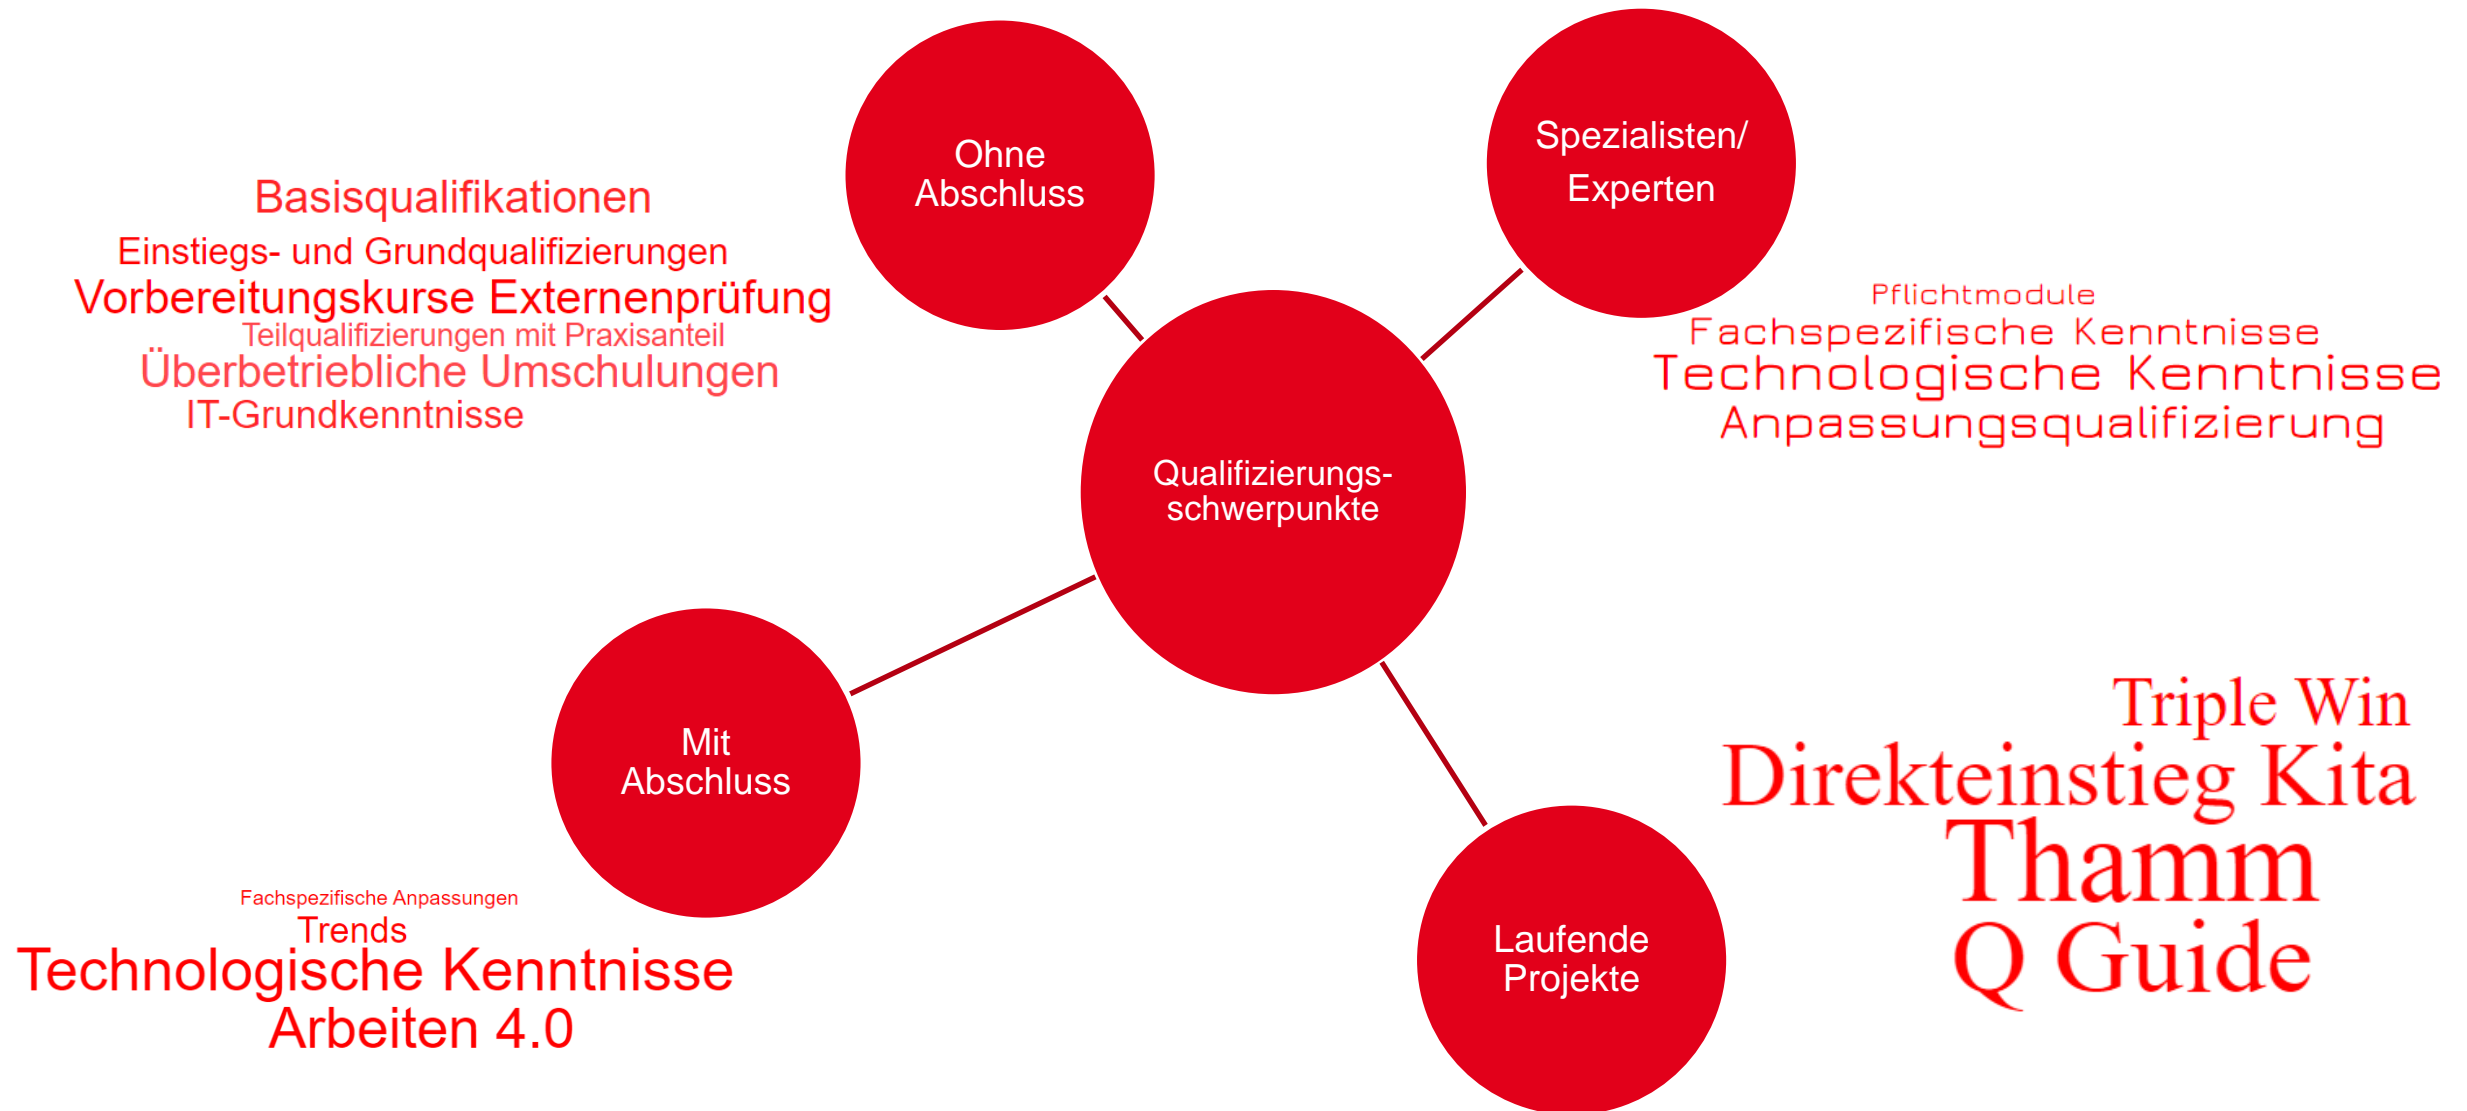 Ohne
Abschluss
Spezialisten/
Experten
Basisqualifikationen
Einstiegs- und Grundqualifizierungen
Vorbereitungskurse Externenprüfung
Teilqualifizierungen mit Praxisanteil
Überbetriebliche Umschulungen
IT-Grundkenntnisse
Pflichtmodule
Fachspezifische Kenntnisse
Technologische Kenntnisse
Anpassungsqualifizierung
Qualifizierungs-
schwerpunkte
Mit
Abschluss
Fachspezifische Anpassungen
Trends
Technologische Kenntnisse
Arbeiten 4.0
Laufende
Projekte
Triple Win
Direkteinstieg Kita
Thamm
Q Guide